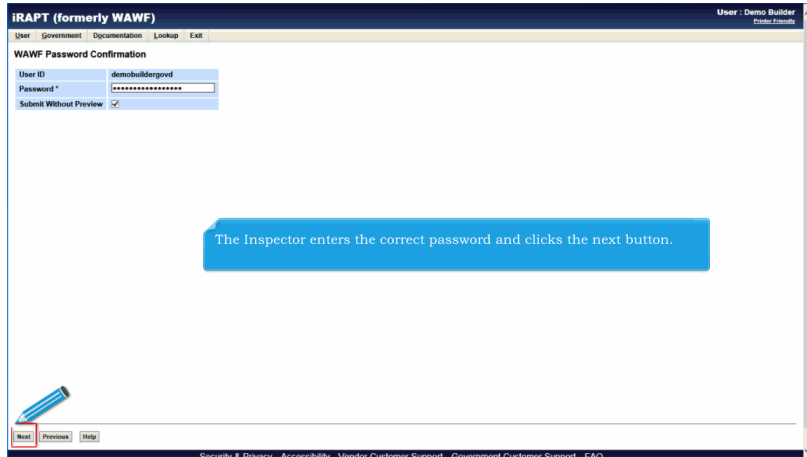 iRAPT (formerly WAWF)
User : Demo Builder
Printer Friendly
User Government Documentation Lookup Exit
WAWF Password Confirmation
User ID demobuildergovd
Password * •••••••••••••••••
Submit Without Preview
The Inspector enters the correct password and clicks the next button.
Next Previous Help
Security & Privacy Accessibility Vendor Customer Support Government Customer Support FAQ